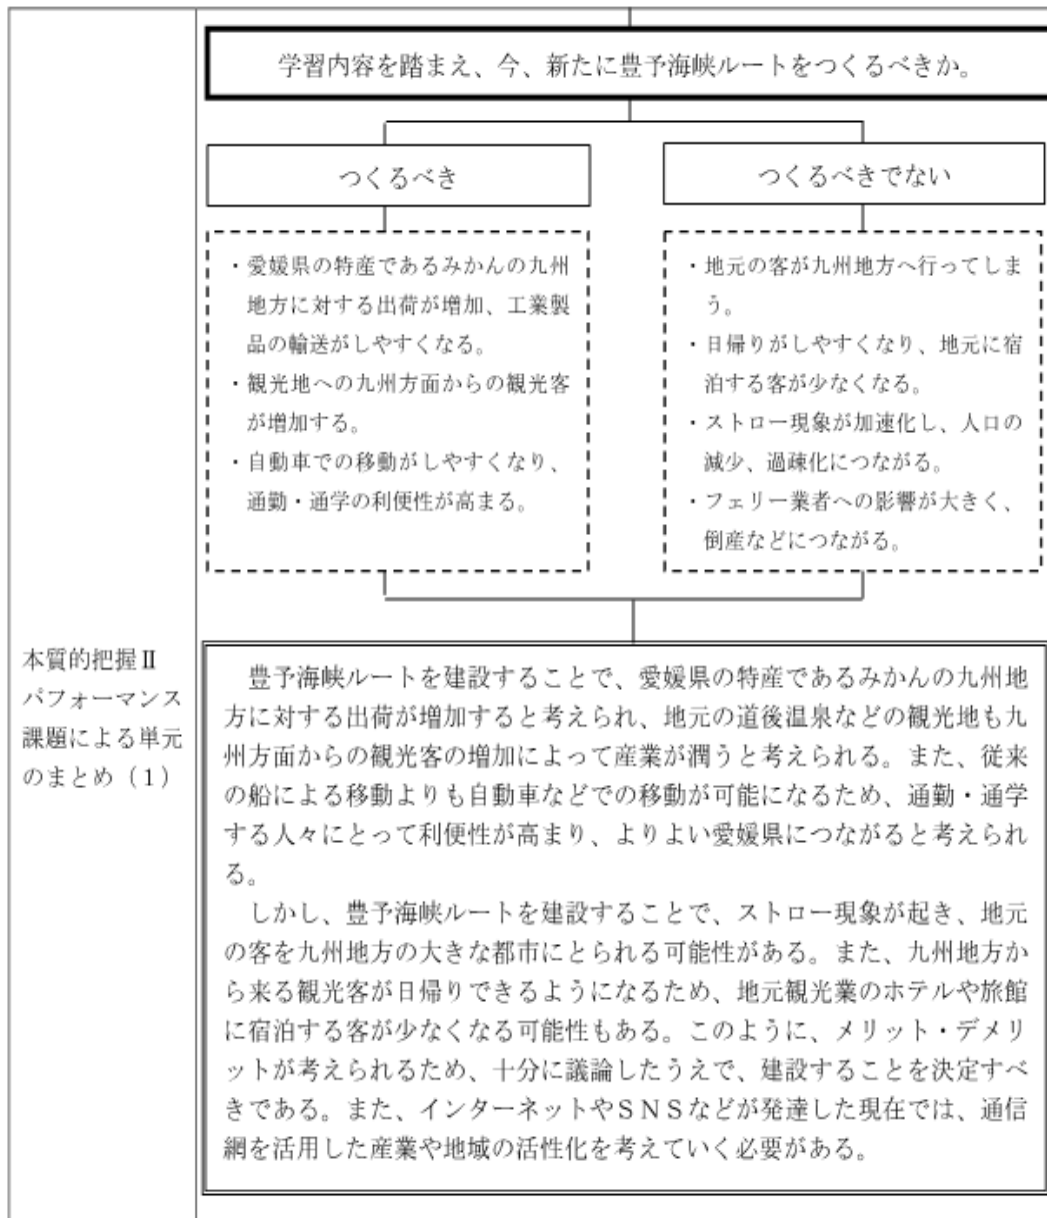 学習内容を踏まえ、今、新たに豊予海峡ルートをつくるべきか。
つくるべき
・愛媛県の特産であるみかんの九州
地方に対する出荷が増加、工業製
品の輸送がしやすくなる。
・観光地への九州方面からの観光客
が増加する。
・自動車での移動がしやすくなり、
通勤・通学の利便性が高まる。
つくるべきでない
・地元の客が九州地方へ行ってしま
う。
・日帰りがしやすくなり、地元に宿
泊する客が少なくなる。
・ストロー現象が加速化し、人口の
減少、過疎化につながる。
・フェリー業者への影響が大きく、
倒産などにつながる。
本質的把握Ⅱ
パフォーマンス
課題による単元
のまとめ（１）
豊予海峡ルートを建設することで、愛媛県の特産であるみかんの九州地
方に対する出荷が増加すると考えられ、地元の道後温泉などの観光地も九
州方面からの観光客の増加によって産業が潤うと考えられる。また、従来
の船による移動よりも自動車などでの移動が可能になるため、通勤・通学
する人々にとって利便性が高まり、よりよい愛媛県につながると考えられ
る。
しかし、豊予海峡ルートを建設することで、ストロー現象が起き、地元
の客を九州地方の大きな都市にとられる可能性がある。また、九州地方か
ら来る観光客が日帰りできるようになるため、地元観光業のホテルや旅館
に宿泊する客が少なくなる可能性もある。このように、メリット・デメリ
ットが考えられるため、十分に議論したうえで、建設することを決定すべ
きである。また、インターネットやＳＮＳなどが発達した現在では、通信
網を活用した産業や地域の活性化を考えていく必要がある。